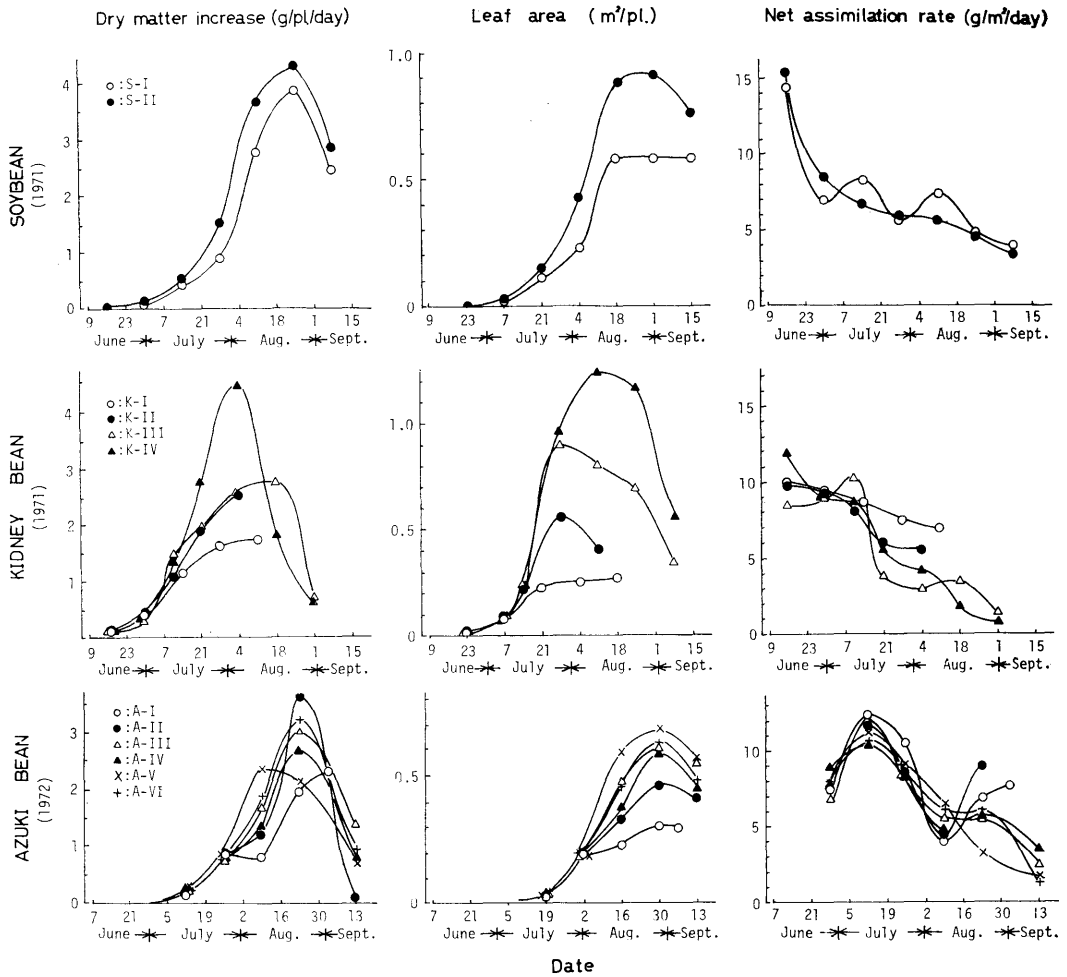 Dry matter increase (g/pl/day) Leaf area (m²/pl.) Net assimilation rate (g/m²/day)
SOYBEAN
(1971)
○:S-I
●:S-II
4
3
2
1
0
9 23 7 21 4 18 1 15
June July Aug. Sept.
1.0
0.5
0
9 23 7 21 4 18 1 15
June July Aug. Sept.
15
10
5
0
9 23 7 21 4 18 1 15
June July Aug. Sept.
KIDNEY BEAN
(1971)
○:K-I
●:K-II
△:K-III
▲:K-IV
4
3
2
1
9 23 7 21 4 18 1 15
June July Aug. Sept.
1.0
0.5
0
9 23 7 21 4 18 1 15
June July Aug. Sept.
15
10
5
0
9 23 7 21 4 18 1 15
June July Aug. Sept.
AZUKI BEAN
(1972)
○:A-I
●:A-II
△:A-III
▲:A-IV
×:A-V
+:A-VI
3
2
1
0
7 21 5 19 2 16 30 13
June July Aug. Sept.
0.5
0
7 21 5 19 2 16 30 13
June July Aug. Sept.
10
5
0
7 21 5 19 2 16 30 13
June July Aug. Sept.
Date